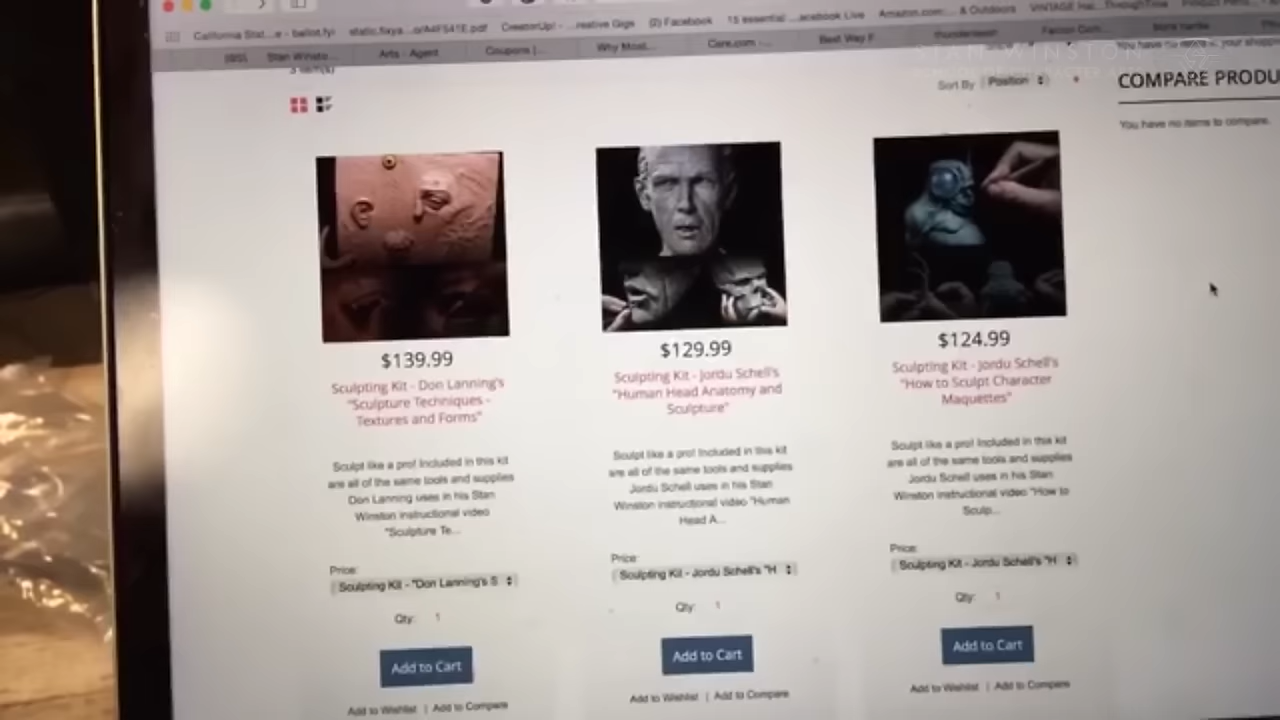 California Stat...e - ballot.fyi static.fixya... CreatorUp! - ...reative Gigs (2) Facebook 15 essential ...acebook Live Amazon.com: ... & Outdoors
Stan Winsto... Arts - Agent Coupons | ... Why Most... Care.com -... Best Way F
STAN WINSTON
You have no items
Sort By Position
COMPARE PRODU
You have no items to compare.
$139.99
Sculpting Kit - Don Lanning's
"Sculpture Techniques -
Textures and Forms"
Sculpt like a pro! Included in this kit
are all of the same tools and supplies
Don Lanning uses in his Stan
Winston instructional video
"Sculpture Te...
Price:
Sculpting Kit - "Don Lanning's S
Qty: 1
Add to Cart
Add to Wishlist | Add to Compare
$129.99
Sculpting Kit - Jordu Schell's
"Human Head Anatomy and
Sculpture"
Sculpt like a pro! Included in this kit
are all of the same tools and supplies
Jordu Schell uses in his Stan
Winston instructional video "Human
Head A...
Price:
Sculpting Kit - Jordu Schell's "H
Qty: 1
Add to Cart
Add to Wishlist | Add to Compare
$124.99
Sculpting Kit - Jordu Schell's
"How to Sculpt Character
Maquettes"
Sculpt like a pro! Included in this kit
are all of the same tools and supplies
Jordu Schell uses in his Stan
Winston instructional video "How to
Sculp...
Price:
Sculpting Kit - Jordu Schell's "H
Qty: 1
Add to Cart
Add to Wishlist | Add to Compare